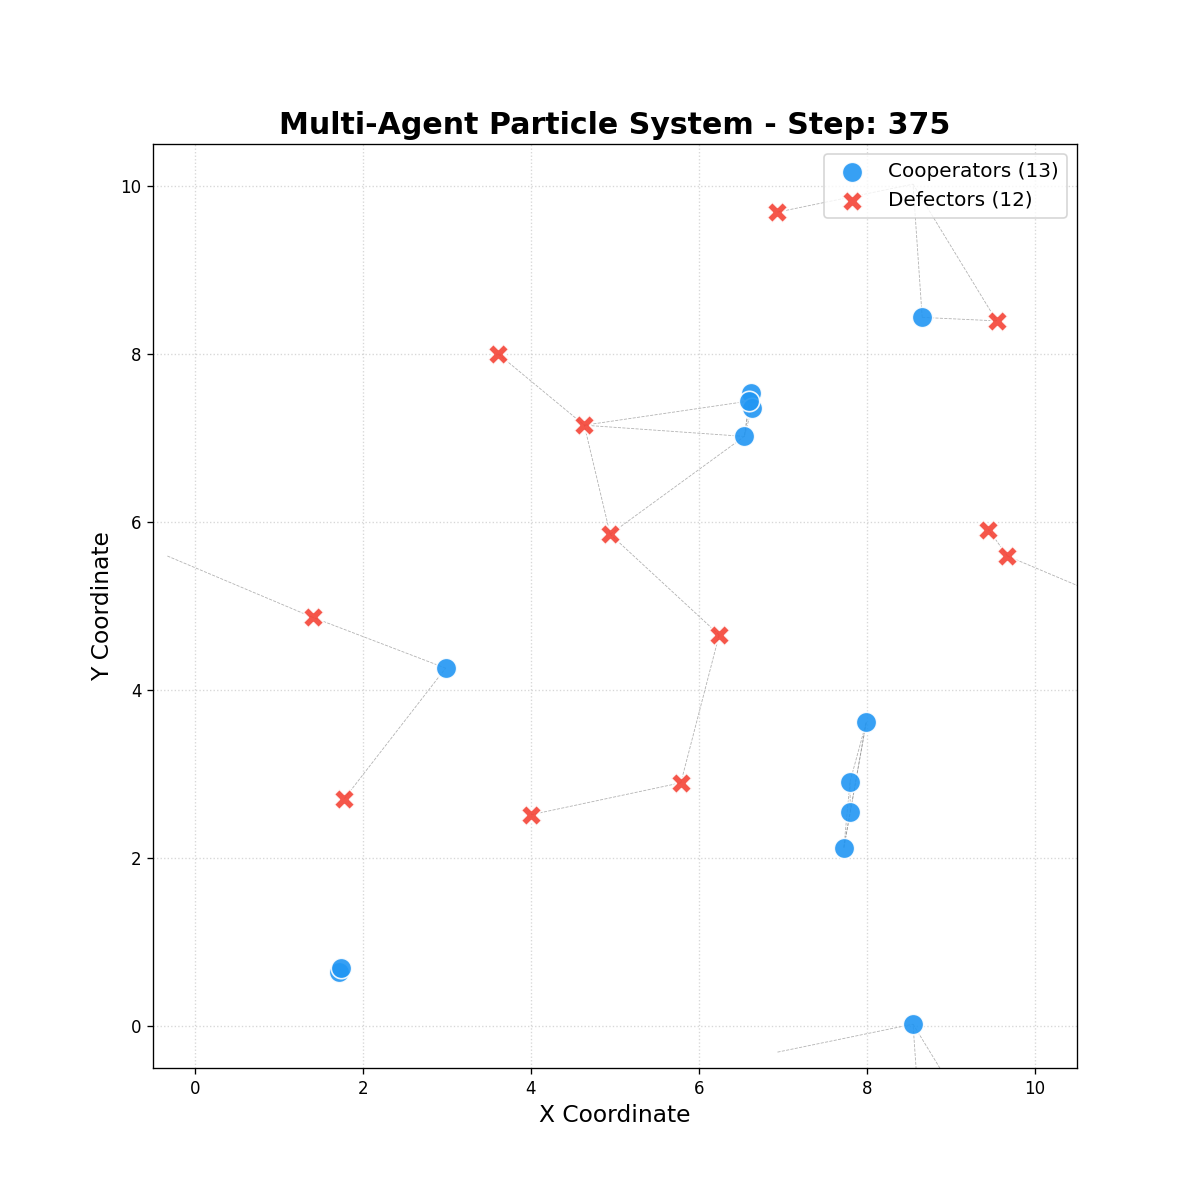 Multi-Agent Particle System - Step: 375
Cooperators (13)
Defectors (12)
10
8
6
4
2
0
Y Coordinate
0 2 4 6 8 10
X Coordinate